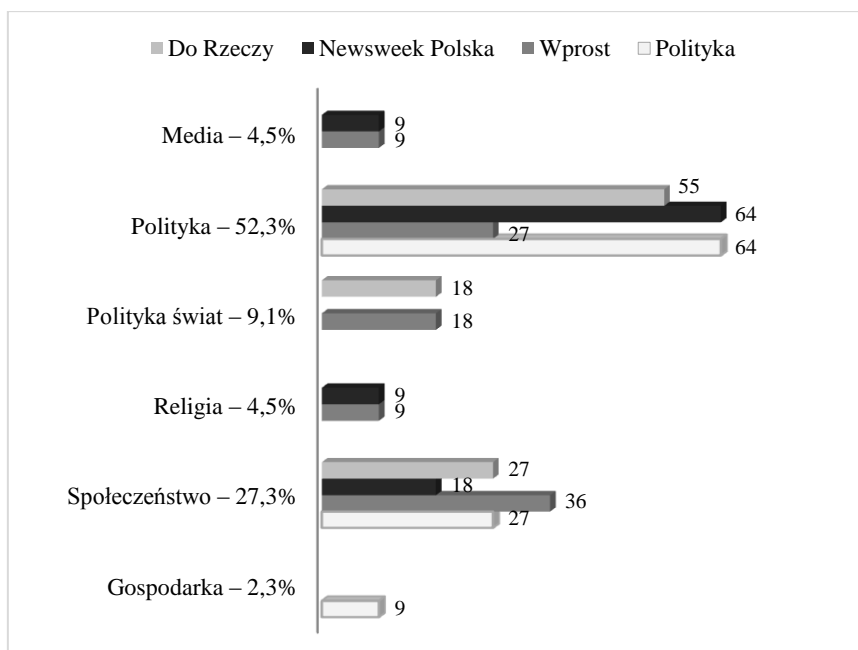 Do Rzeczy Newsweek Polska Wprost Polityka
Media – 4,5%
9
9
Polityka – 52,3%
55
64
27
64
Polityka świat – 9,1%
18
18
Religia – 4,5%
9
9
Społeczeństwo – 27,3%
27
18
36
27
Gospodarka – 2,3%
9